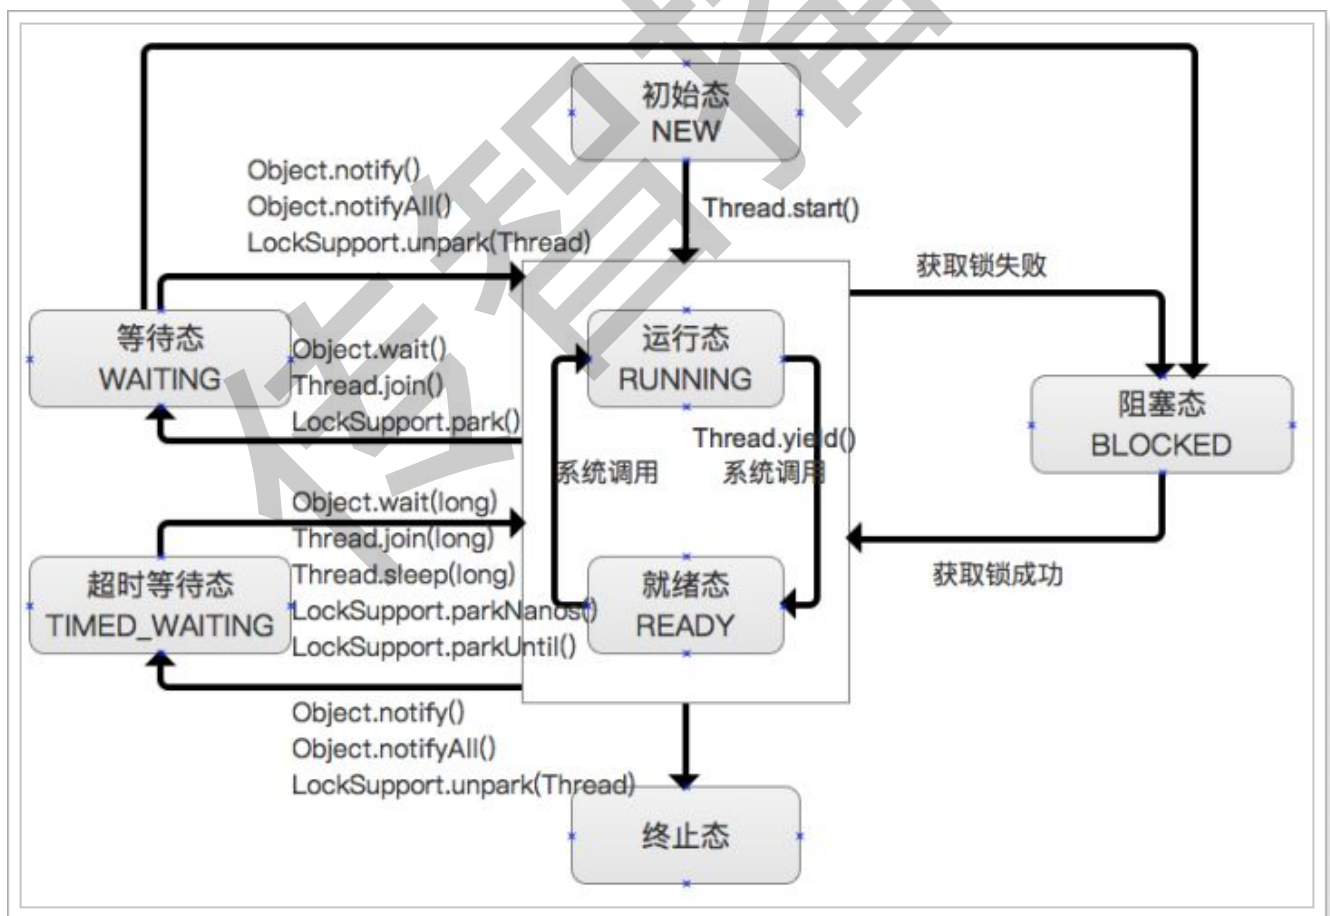 初始态
NEW
Object.notify()
Object.notifyAll()
LockSupport.unpark(Thread)
Thread.start()
获取锁失败
等待态
WAITING
Object.wait()
Thread.join()
LockSupport.park()
运行态
RUNNING
阻塞态
BLOCKED
Thread.yield()
系统调用
系统调用
Object.wait(long)
Thread.join(long)
Thread.sleep(long)
LockSupport.parkNanos()
LockSupport.parkUntil()
超时等待态
TIMED_WAITING
就绪态
READY
获取锁成功
Object.notify()
Object.notifyAll()
LockSupport.unpark(Thread)
终止态
传智播